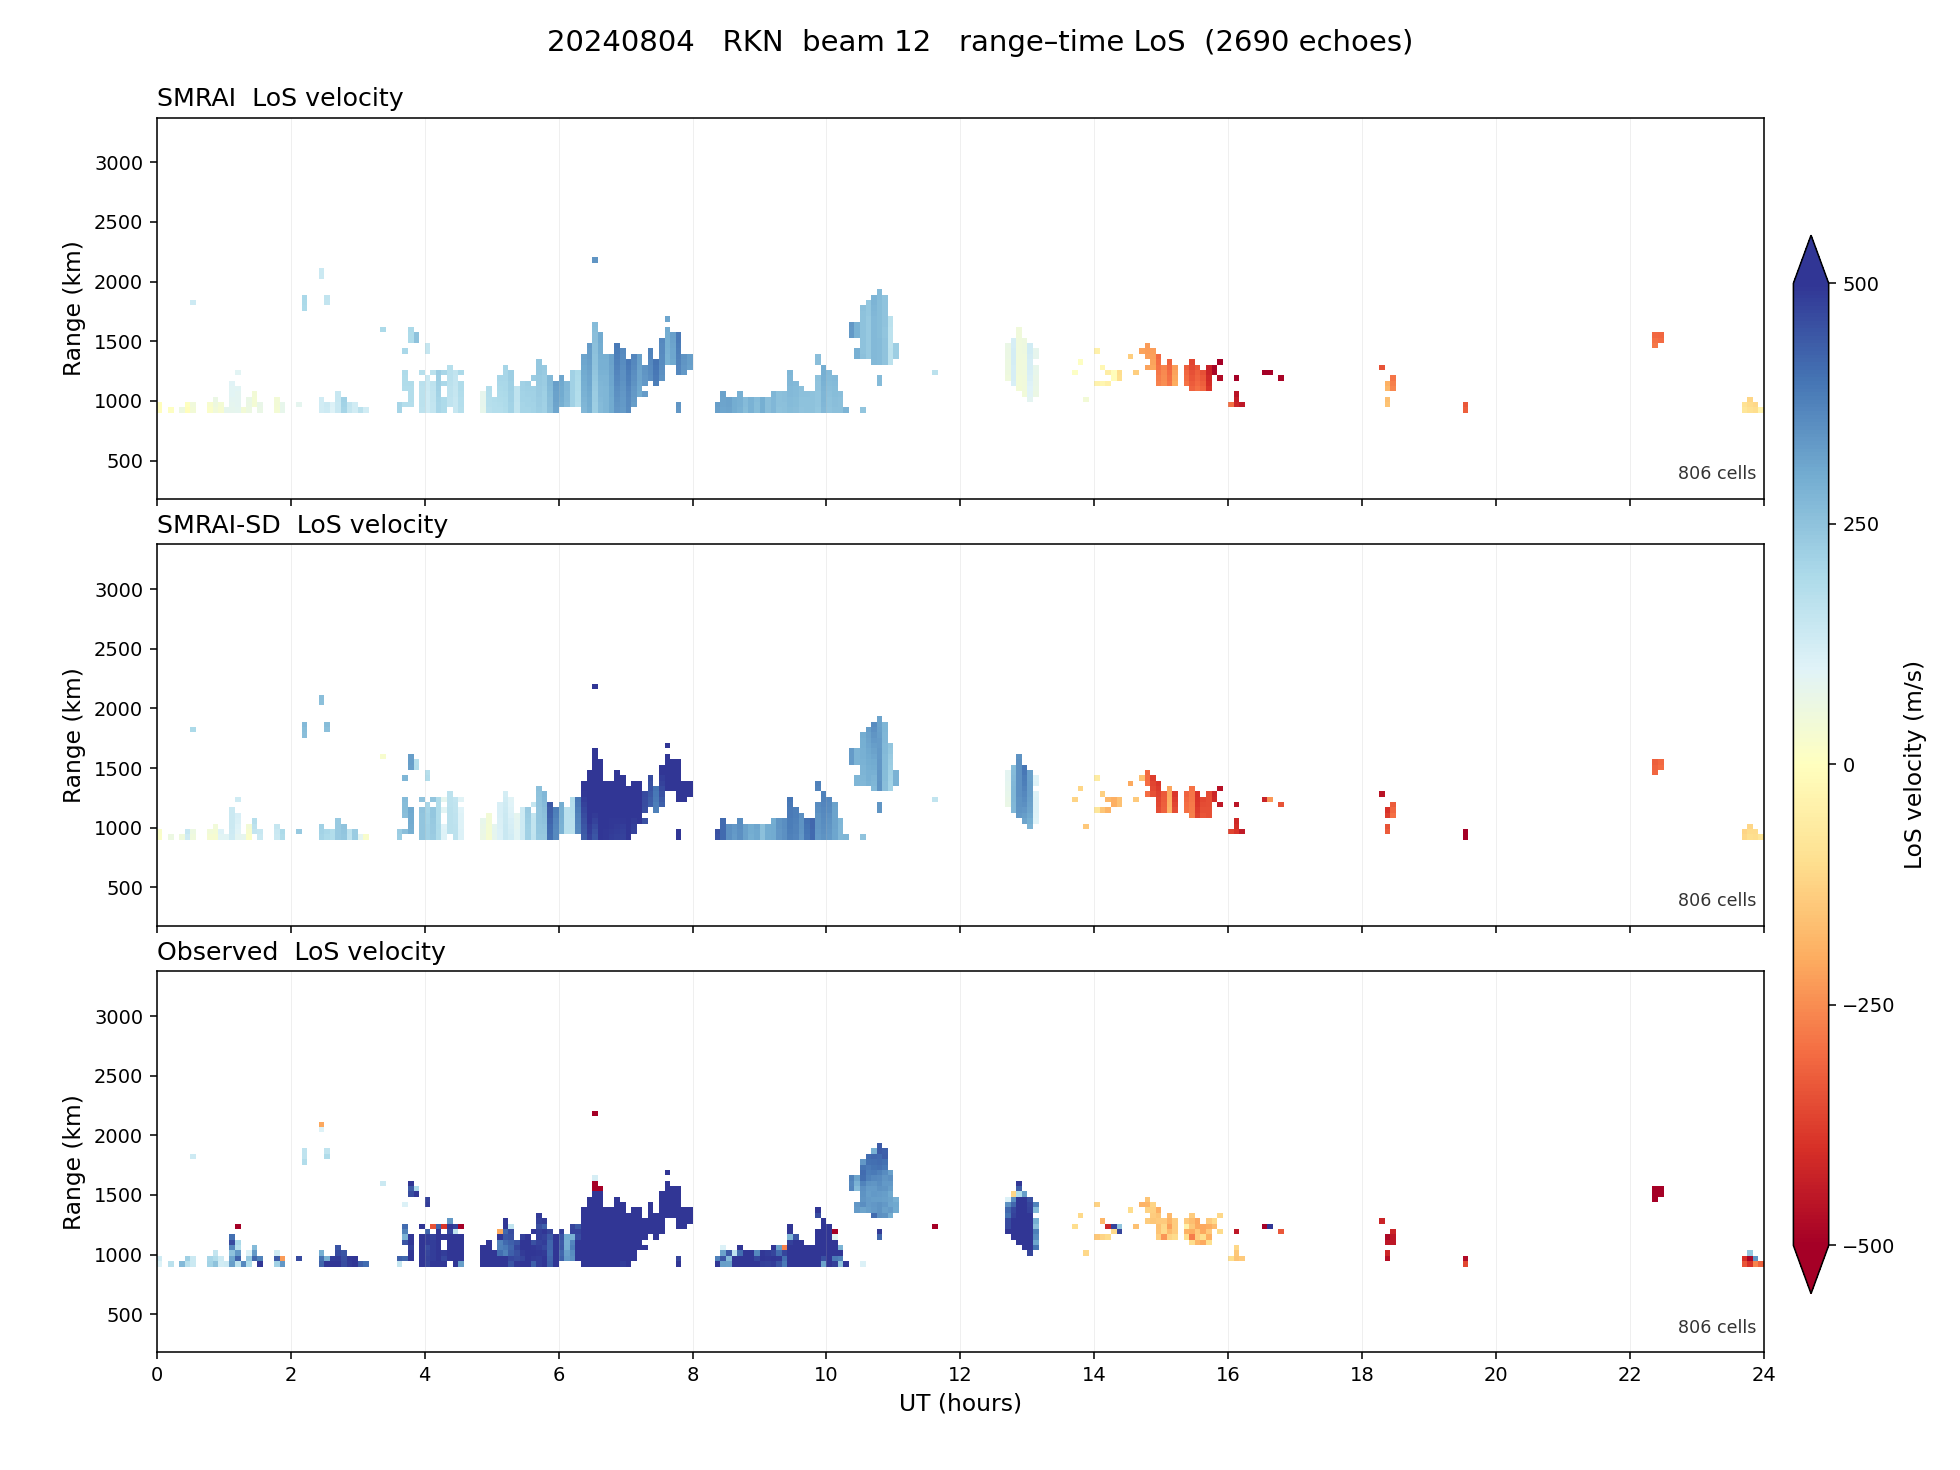 20240804   RKN  beam 12   range–time LoS  (2690 echoes)
SMRAI  LoS velocity
3000
2500
2000
1500
1000
500
Range (km)
806 cells
SMRAI-SD  LoS velocity
3000
2500
2000
1500
1000
500
Range (km)
806 cells
Observed  LoS velocity
3000
2500
2000
1500
1000
500
Range (km)
806 cells
0 2 4 6 8 10 12 14 16 18 20 22 24
UT (hours)
500
250
0
−250
−500
LoS velocity (m/s)